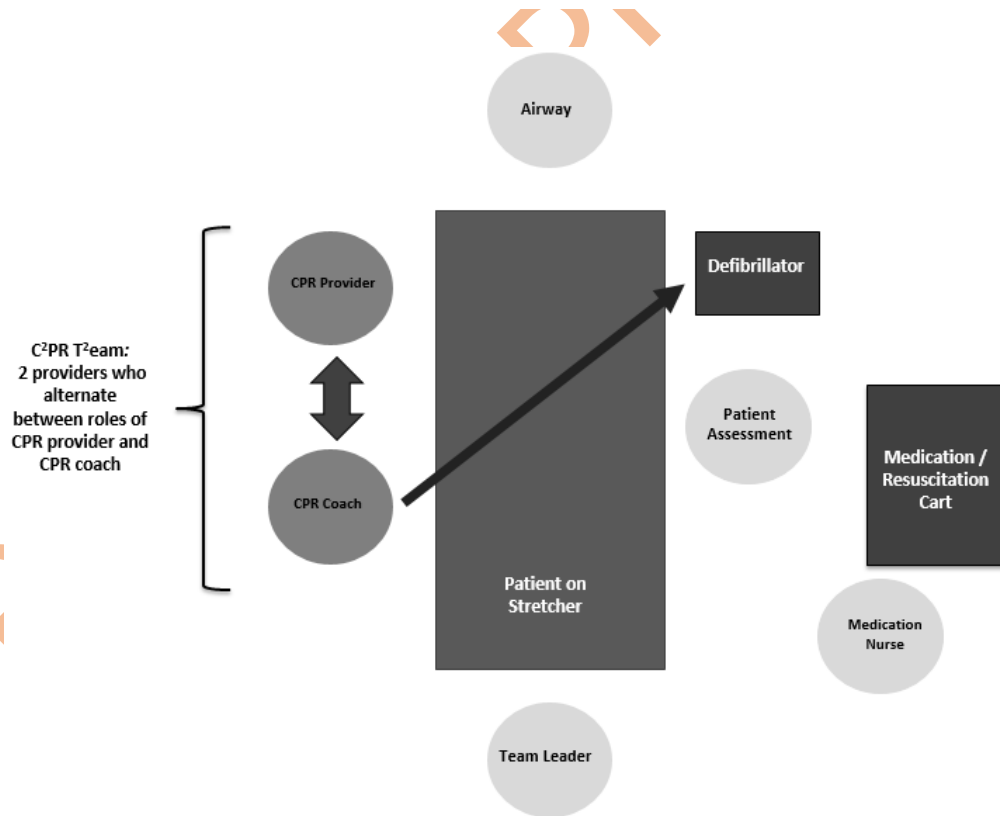 Airway
CPR Provider
Defibrillator
C²PR T²eam:
2 providers who
alternate
between roles of
CPR provider and
CPR coach
Patient
Assessment
Medication /
Resuscitation
Cart
CPR Coach
Patient on
Stretcher
Medication
Nurse
Team Leader